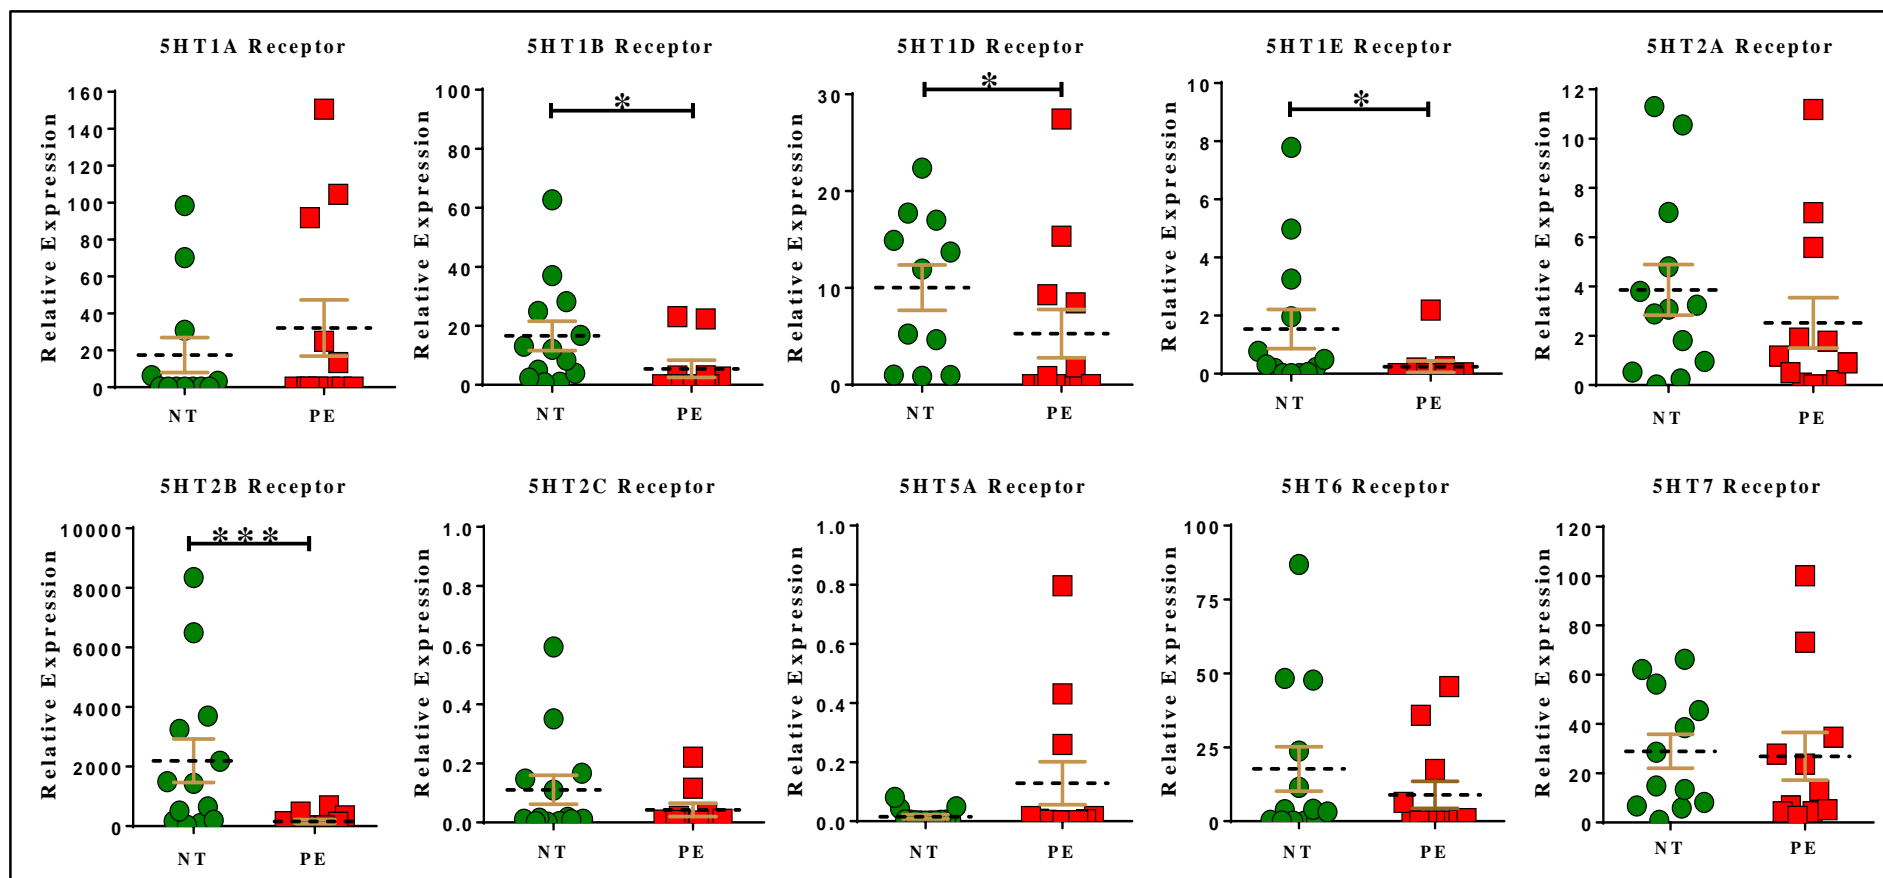 5HT1A Receptor
Relative Expression
160
140
120
100
80
60
40
20
0
NT
PE
5HT1B Receptor
Relative Expression
100
80
60
40
20
0
*
NT
PE
5HT1D Receptor
Relative Expression
30
20
10
0
*
NT
PE
5HT1E Receptor
Relative Expression
10
8
6
4
2
0
*
NT
PE
5HT2A Receptor
Relative Expression
12
10
8
6
4
2
0
NT
PE
5HT2B Receptor
Relative Expression
10000
8000
6000
4000
2000
0
***
NT
PE
5HT2C Receptor
Relative Expression
1.0
0.8
0.6
0.4
0.2
0.0
NT
PE
5HT5A Receptor
Relative Expression
1.0
0.8
0.6
0.4
0.2
0.0
NT
PE
5HT6 Receptor
Relative Expression
100
75
50
25
0
NT
PE
5HT7 Receptor
Relative Expression
120
100
80
60
40
20
0
NT
PE